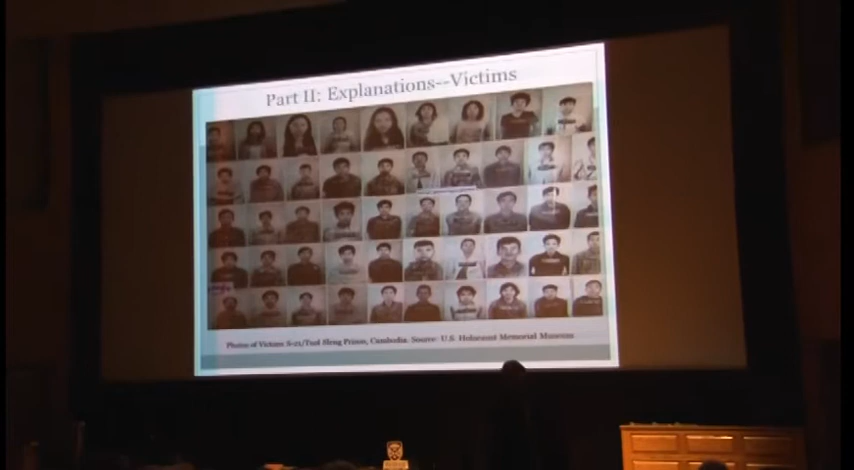 Part II: Explanations--Victims
Photos of Victims S-21/Tuol Sleng Prison, Cambodia. Source: U.S. Holocaust Memorial Museum